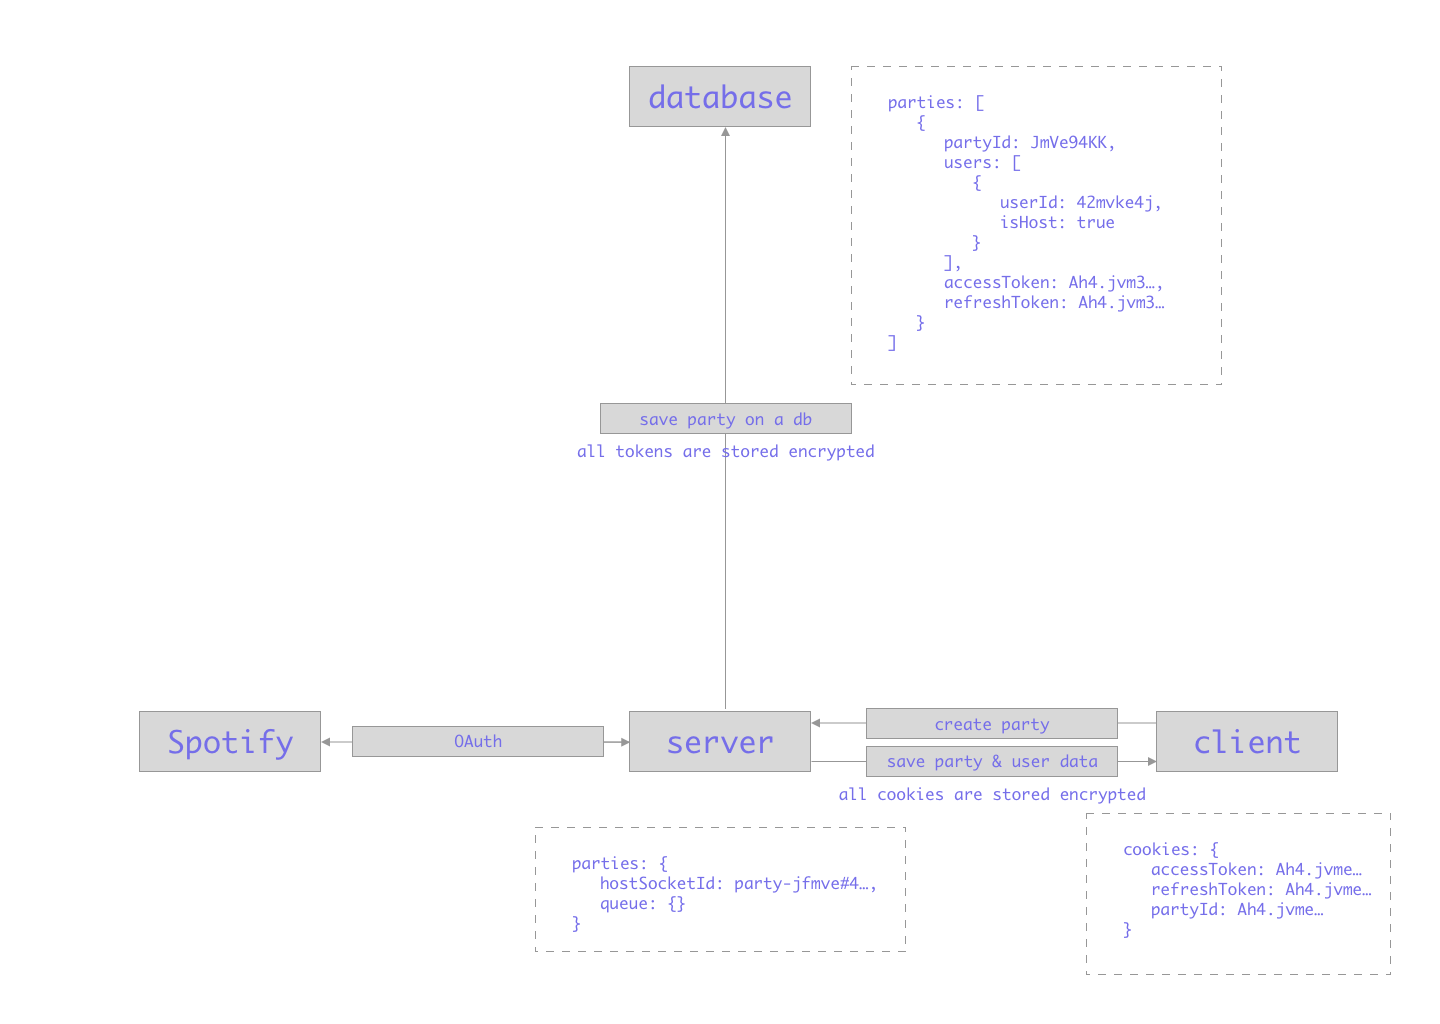 database
parties: [
{
partyId: JmVe94KK,
users: [
{
userId: 42mvke4j,
isHost: true
}
],
accessToken: Ah4.jvm3…,
refreshToken: Ah4.jvm3…
}
]
save party on a db
all tokens are stored encrypted
Spotify
OAuth
server
create party
save party & user data
client
all cookies are stored encrypted
parties: {
hostSocketId: party-jfmve#4…,
queue: {}
}
cookies: {
accessToken: Ah4.jvme…
refreshToken: Ah4.jvme…
partyId: Ah4.jvme…
}